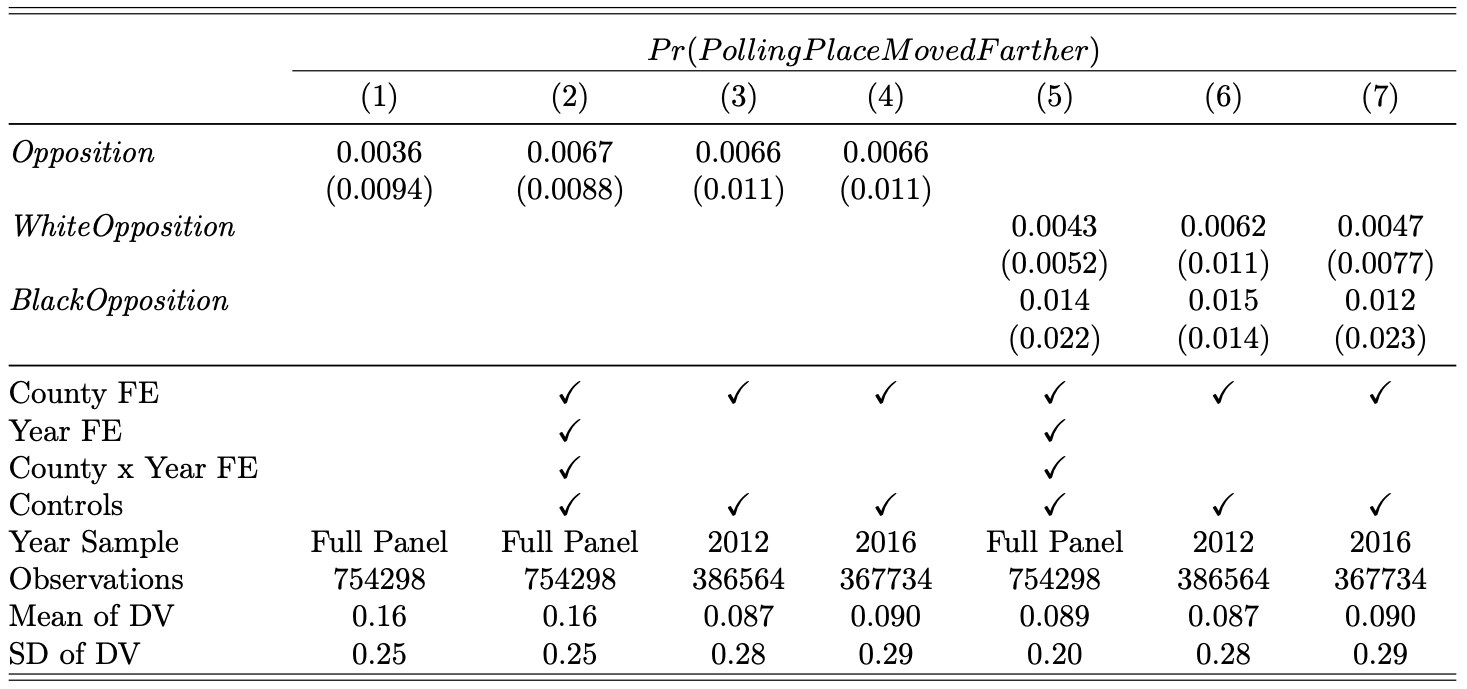 Pr(PollingPlaceMovedFarther)
(1) (2) (3) (4) (5) (6) (7)
Opposition 0.0036 0.0067 0.0066 0.0066
(0.0094) (0.0088) (0.011) (0.011)
WhiteOpposition 0.0043 0.0062 0.0047
(0.0052) (0.011) (0.0077)
BlackOpposition 0.014 0.015 0.012
(0.022) (0.014) (0.023)
County FE ✓ ✓ ✓ ✓ ✓ ✓
Year FE ✓ ✓
County x Year FE ✓ ✓
Controls ✓ ✓ ✓ ✓ ✓ ✓
Year Sample Full Panel Full Panel 2012 2016 Full Panel 2012 2016
Observations 754298 754298 386564 367734 754298 386564 367734
Mean of DV 0.16 0.16 0.087 0.090 0.089 0.087 0.090
SD of DV 0.25 0.25 0.28 0.29 0.20 0.28 0.29